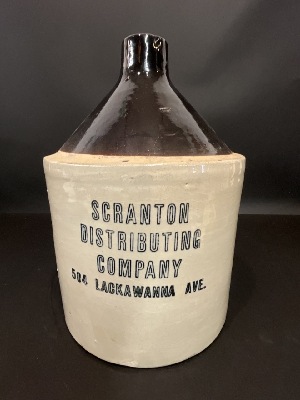 SCRANTON
DISTRIBUTING
COMPANY
504 LACKAWANNA AVE.